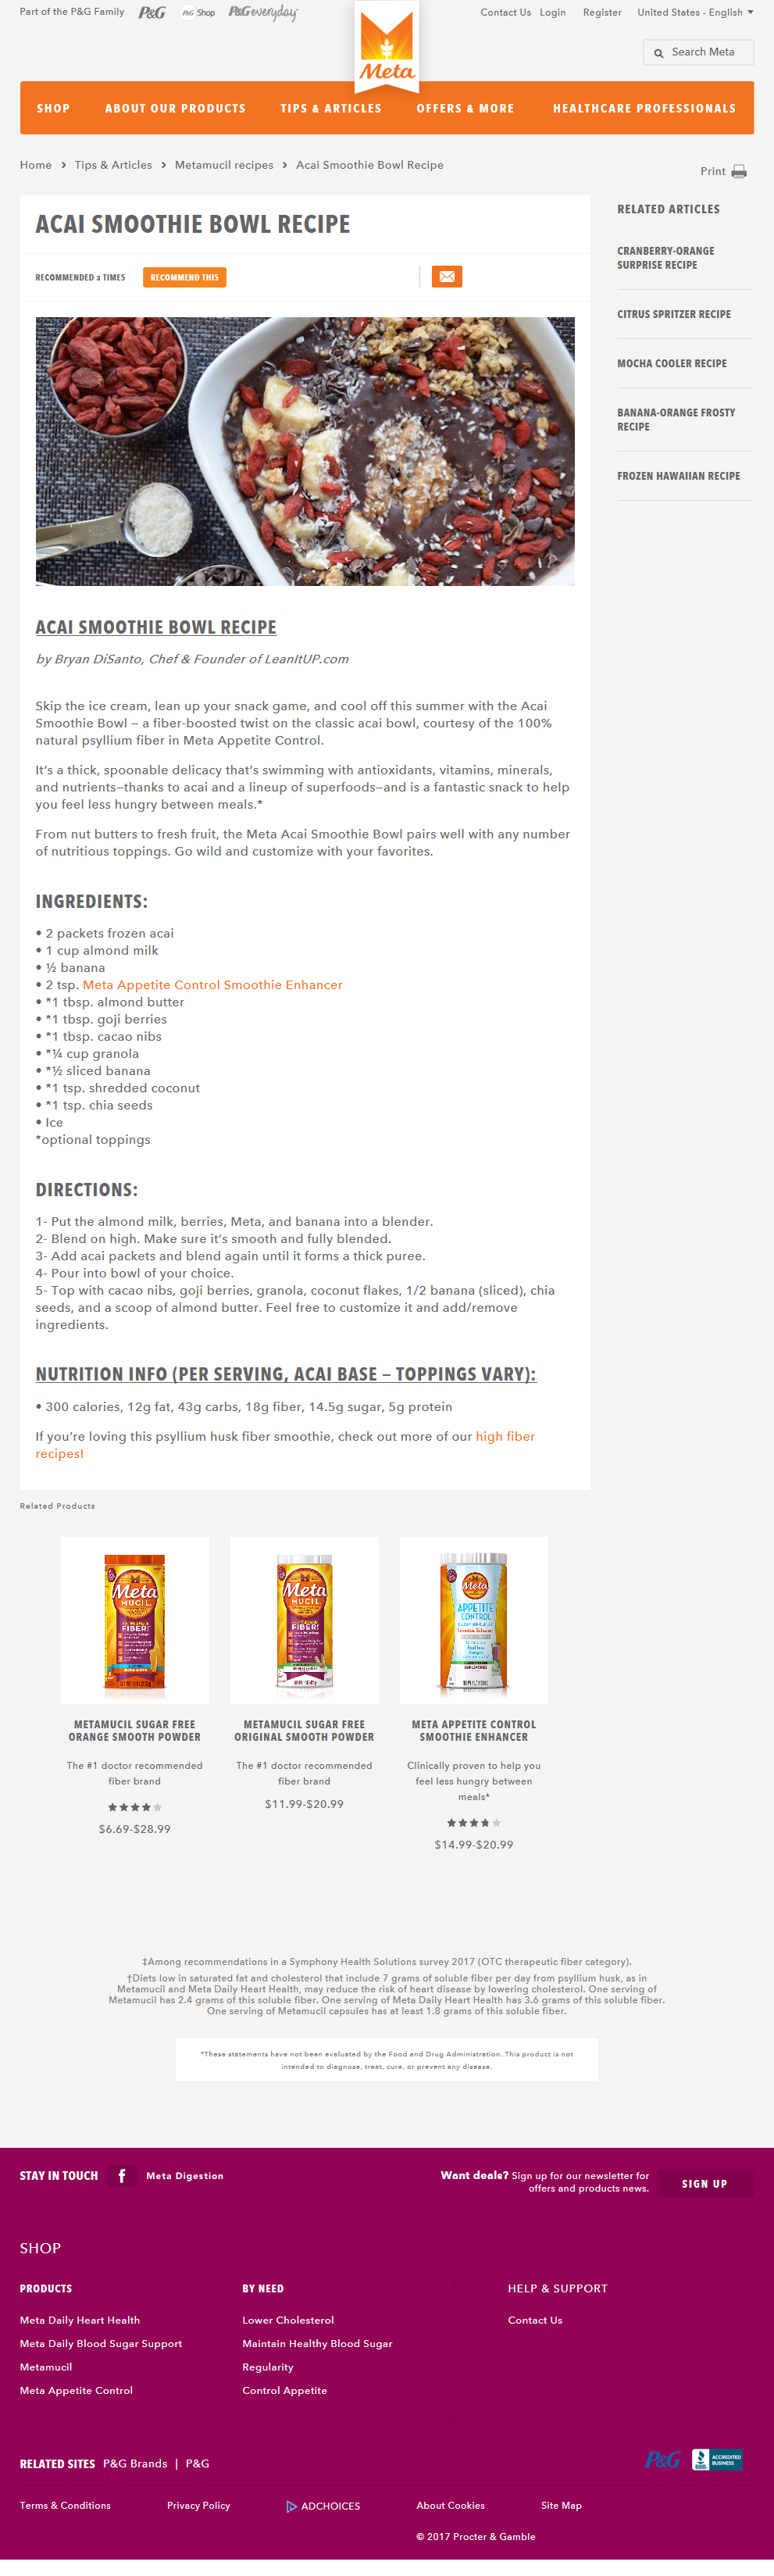 Part of the P&G Family P&G P&G Shop P&G everyday
Contact Us Login Register United States - English
Meta
Search Meta
SHOP ABOUT OUR PRODUCTS TIPS & ARTICLES OFFERS & MORE HEALTHCARE PROFESSIONALS
Home > Tips & Articles > Metamucil recipes > Acai Smoothie Bowl Recipe
Print
ACAI SMOOTHIE BOWL RECIPE
RECOMMENDED 2 TIMES RECOMMEND THIS
RELATED ARTICLES
CRANBERRY-ORANGE
SURPRISE RECIPE
CITRUS SPRITZER RECIPE
MOCHA COOLER RECIPE
BANANA-ORANGE FROSTY
RECIPE
FROZEN HAWAIIAN RECIPE
ACAI SMOOTHIE BOWL RECIPE
by Bryan DiSanto, Chef & Founder of LeanItUP.com
Skip the ice cream, lean up your snack game, and cool off this summer with the Acai
Smoothie Bowl – a fiber-boosted twist on the classic acai bowl, courtesy of the 100%
natural psyllium fiber in Meta Appetite Control.
It's a thick, spoonable delicacy that's swimming with antioxidants, vitamins, minerals,
and nutrients—thanks to acai and a lineup of superfoods—and is a fantastic snack to help
you feel less hungry between meals.*
From nut butters to fresh fruit, the Meta Acai Smoothie Bowl pairs well with any number
of nutritious toppings. Go wild and customize with your favorites.
INGREDIENTS:
• 2 packets frozen acai
• 1 cup almond milk
• ½ banana
• 2 tsp. Meta Appetite Control Smoothie Enhancer
• *1 tbsp. almond butter
• *1 tbsp. goji berries
• *1 tbsp. cacao nibs
• *¼ cup granola
• *½ sliced banana
• *1 tsp. shredded coconut
• *1 tsp. chia seeds
• Ice
*optional toppings
DIRECTIONS:
1- Put the almond milk, berries, Meta, and banana into a blender.
2- Blend on high. Make sure it's smooth and fully blended.
3- Add acai packets and blend again until it forms a thick puree.
4- Pour into bowl of your choice.
5- Top with cacao nibs, goji berries, granola, coconut flakes, 1/2 banana (sliced), chia
seeds, and a scoop of almond butter. Feel free to customize it and add/remove
ingredients.
NUTRITION INFO (PER SERVING, ACAI BASE – TOPPINGS VARY):
• 300 calories, 12g fat, 43g carbs, 18g fiber, 14.5g sugar, 5g protein
If you're loving this psyllium husk fiber smoothie, check out more of our high fiber
recipes!
Related Products
Meta
MUCIL
FIBER!
Meta
MUCIL
FIBER!
Meta
APPETITE
CONTROL
METAMUCIL SUGAR FREE
ORANGE SMOOTH POWDER
The #1 doctor recommended
fiber brand
$6.69-$28.99
METAMUCIL SUGAR FREE
ORIGINAL SMOOTH POWDER
The #1 doctor recommended
fiber brand
$11.99-$20.99
META APPETITE CONTROL
SMOOTHIE ENHANCER
Clinically proven to help you
feel less hungry between
meals*
$14.99-$20.99
‡Among recommendations in a Symphony Health Solutions survey 2017 (OTC therapeutic fiber category).
†Diets low in saturated fat and cholesterol that include 7 grams of soluble fiber per day from psyllium husk, as in
Metamucil and Meta Daily Heart Health, may reduce the risk of heart disease by lowering cholesterol. One serving of
Metamucil has 2.4 grams of this soluble fiber. One serving of Meta Daily Heart Health has 3.6 grams of this soluble fiber.
One serving of Metamucil capsules has at least 1.8 grams of this soluble fiber.
*These statements have not been evaluated by the Food and Drug Administration. This product is not
intended to diagnose, treat, cure, or prevent any disease.
STAY IN TOUCH f Meta Digestion
Want deals? Sign up for our newsletter for
offers and products news.
SIGN UP
SHOP
PRODUCTS
Meta Daily Heart Health
Meta Daily Blood Sugar Support
Metamucil
Meta Appetite Control
BY NEED
Lower Cholesterol
Maintain Healthy Blood Sugar
Regularity
Control Appetite
HELP & SUPPORT
Contact Us
RELATED SITES P&G Brands | P&G
P&G BBB ACCREDITED
BUSINESS
Terms & Conditions Privacy Policy ADCHOICES About Cookies Site Map
© 2017 Procter & Gamble